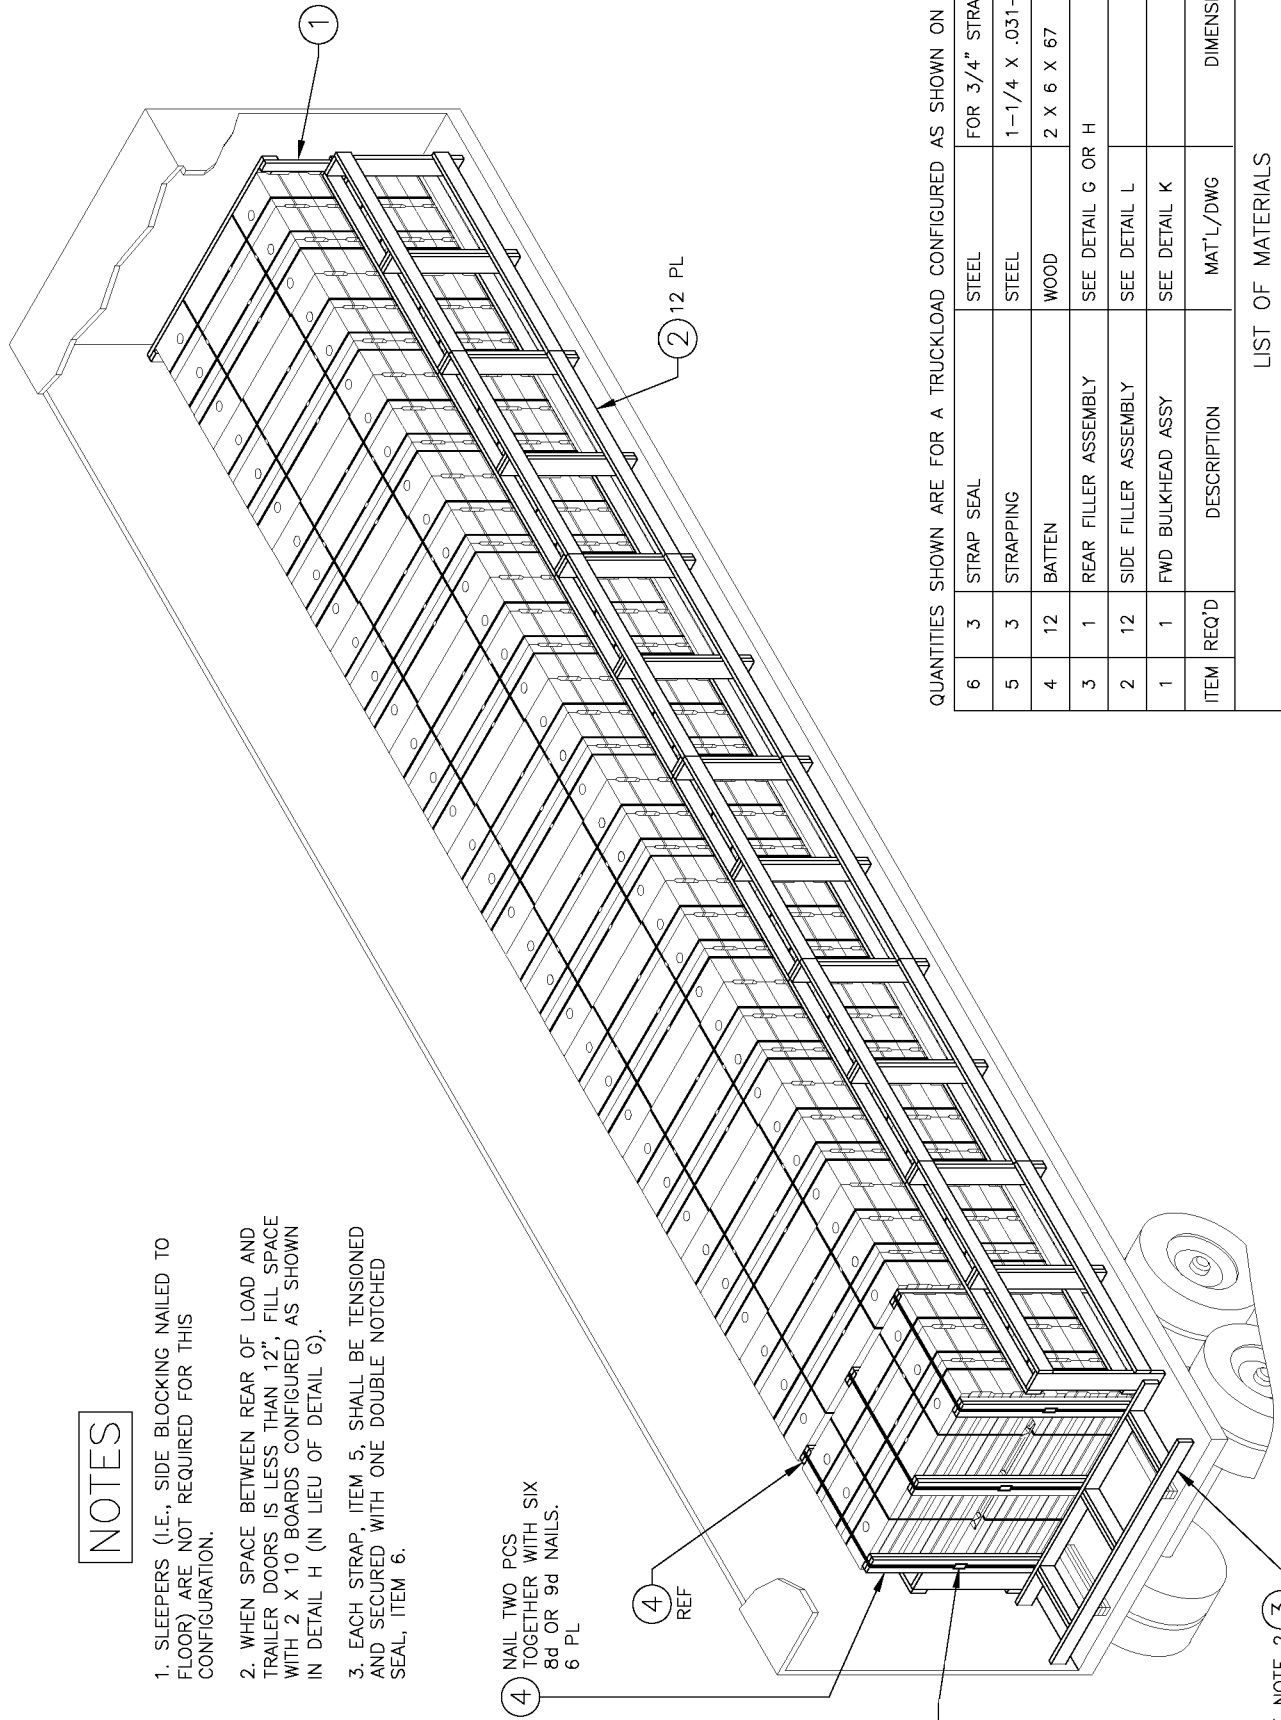 NOTES
1. SLEEPERS (I.E., SIDE BLOCKING NAILED TO
FLOOR) ARE NOT REQUIRED FOR THIS
CONFIGURATION.
2. WHEN SPACE BETWEEN REAR OF LOAD AND
TRAILER DOORS IS LESS THAN 12", FILL SPACE
WITH 2 X 10 BOARDS CONFIGURED AS SHOWN
IN DETAIL H (IN LIEU OF DETAIL G).
3. EACH STRAP, ITEM 5, SHALL BE TENSIONED
AND SECURED WITH ONE DOUBLE NOTCHED
SEAL, ITEM 6.
4 NAIL TWO PCS
TOGETHER WITH SIX
8d OR 9d NAILS.
6 PL
4
REF
1
2 12 PL
NOTE 2 3
QUANTITIES SHOWN ARE FOR A TRUCKLOAD CONFIGURED AS SHOWN ON
6 3 STRAP SEAL STEEL FOR 3/4"
5 3 STRAPPING STEEL 1-1/4 X .031-
4 12 BATTEN WOOD 2 X 6 X 67
3 1 REAR FILLER ASSEMBLY SEE DETAIL G OR H
2 12 SIDE FILLER ASSEMBLY SEE DETAIL L
1 1 FWD BULKHEAD ASSY SEE DETAIL K
ITEM REQ'D DESCRIPTION MAT'L/DWG
LIST OF MATERIALS